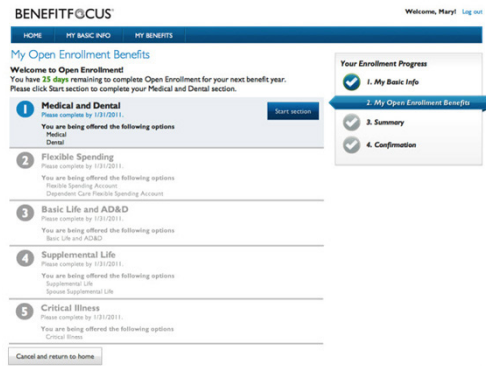 BENEFITFOCUS®
Welcome, Mary! Log out
HOME MY BASIC INFO MY BENEFITS
My Open Enrollment Benefits
Welcome to Open Enrollment!
You have 25 days remaining to complete Open Enrollment for your next benefit year.
Please click Start section to complete your Medical and Dental section.
1 Medical and Dental
Please complete by 1/31/2011.
Start section
You are being offered the following options
Medical
Dental
2 Flexible Spending
Please complete by 1/31/2011.
You are being offered the following options
Flexible Spending Account
Dependent Care Flexible Spending Account
3 Basic Life and AD&D
Please complete by 1/31/2011.
You are being offered the following options
Basic Life and AD&D
4 Supplemental Life
Please complete by 1/31/2011.
You are being offered the following options
Supplemental Life
Spouse Supplemental Life
5 Critical Illness
Please complete by 1/31/2011.
You are being offered the following options
Critical Illness
Cancel and return to home
Your Enrollment Progress
1. My Basic Info
2. My Open Enrollment Benefits
3. Summary
4. Confirmation